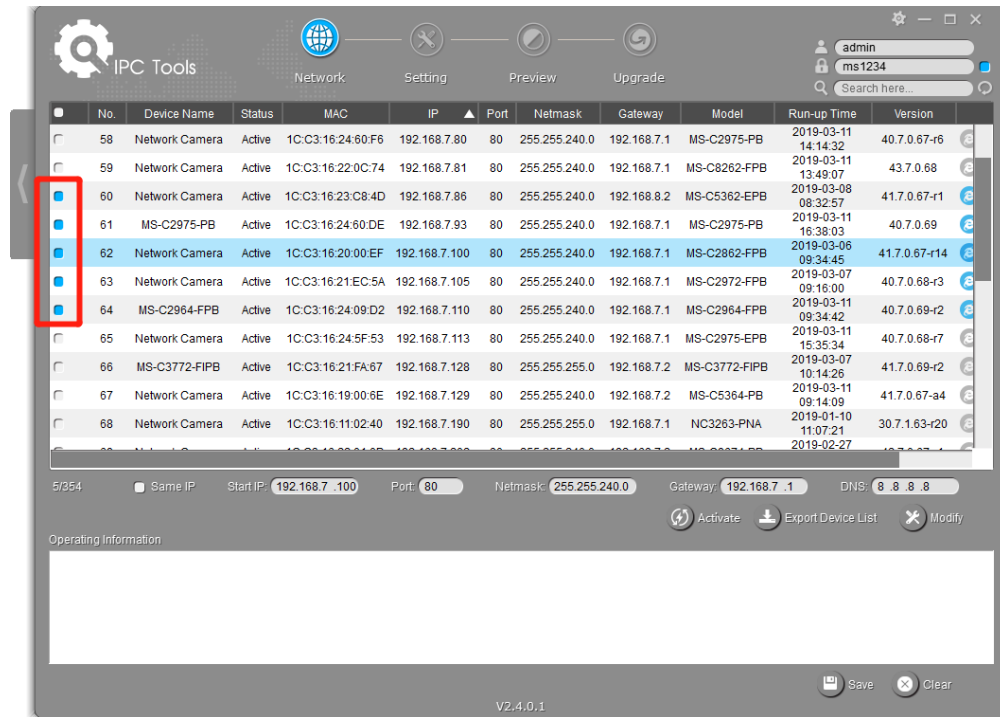 IPC Tools
Network Setting Preview Upgrade
admin
ms1234
Search here...
No. Device Name Status MAC IP Port Netmask Gateway Model Run-up Time Version
58 Network Camera Active 1C:C3:16:24:60:F6 192.168.7.80 80 255.255.240.0 192.168.7.1 MS-C2975-PB 2019-03-11 14:14:32 40.7.0.67-r6
59 Network Camera Active 1C:C3:16:22:0C:74 192.168.7.81 80 255.255.240.0 192.168.7.1 MS-C8262-FPB 2019-03-11 13:49:07 43.7.0.68
60 Network Camera Active 1C:C3:16:23:C8:4D 192.168.7.86 80 255.255.240.0 192.168.8.2 MS-C5362-EPB 2019-03-08 08:32:57 41.7.0.67-r1
61 MS-C2975-PB Active 1C:C3:16:24:60:DE 192.168.7.93 80 255.255.240.0 192.168.7.1 MS-C2975-PB 2019-03-11 16:38:03 40.7.0.69
62 Network Camera Active 1C:C3:16:20:00:EF 192.168.7.100 80 255.255.240.0 192.168.7.1 MS-C2862-FPB 2019-03-06 09:34:45 41.7.0.67-r14
63 Network Camera Active 1C:C3:16:21:EC:5A 192.168.7.105 80 255.255.240.0 192.168.7.1 MS-C2972-FPB 2019-03-07 09:16:00 40.7.0.68-r3
64 MS-C2964-FPB Active 1C:C3:16:24:09:D2 192.168.7.110 80 255.255.240.0 192.168.7.1 MS-C2964-FPB 2019-03-11 09:34:42 40.7.0.69-r2
65 Network Camera Active 1C:C3:16:24:5F:53 192.168.7.113 80 255.255.240.0 192.168.7.1 MS-C2975-EPB 2019-03-11 15:35:34 40.7.0.68-r7
66 MS-C3772-FIPB Active 1C:C3:16:21:FA:67 192.168.7.128 80 255.255.240.0 192.168.7.2 MS-C3772-FIPB 2019-03-07 10:14:26 41.7.0.69-r2
67 Network Camera Active 1C:C3:16:19:00:6E 192.168.7.129 80 255.255.240.0 192.168.7.2 MS-C5364-PB 2019-03-11 09:14:09 41.7.0.67-a4
68 Network Camera Active 1C:C3:16:11:02:40 192.168.7.190 80 255.255.255.0 192.168.7.1 NC3263-PNA 2019-01-10 11:07:21 30.7.1.63-r20
2019-02-27
5/354 Same IP Start IP: 192.168.7 .100 Port: 80 Netmask: 255.255.240.0 Gateway: 192.168.7 .1 DNS: 8 .8 .8 .8
Activate Export Device List Modify
Operating Information
Save Clear
V2.4.0.1